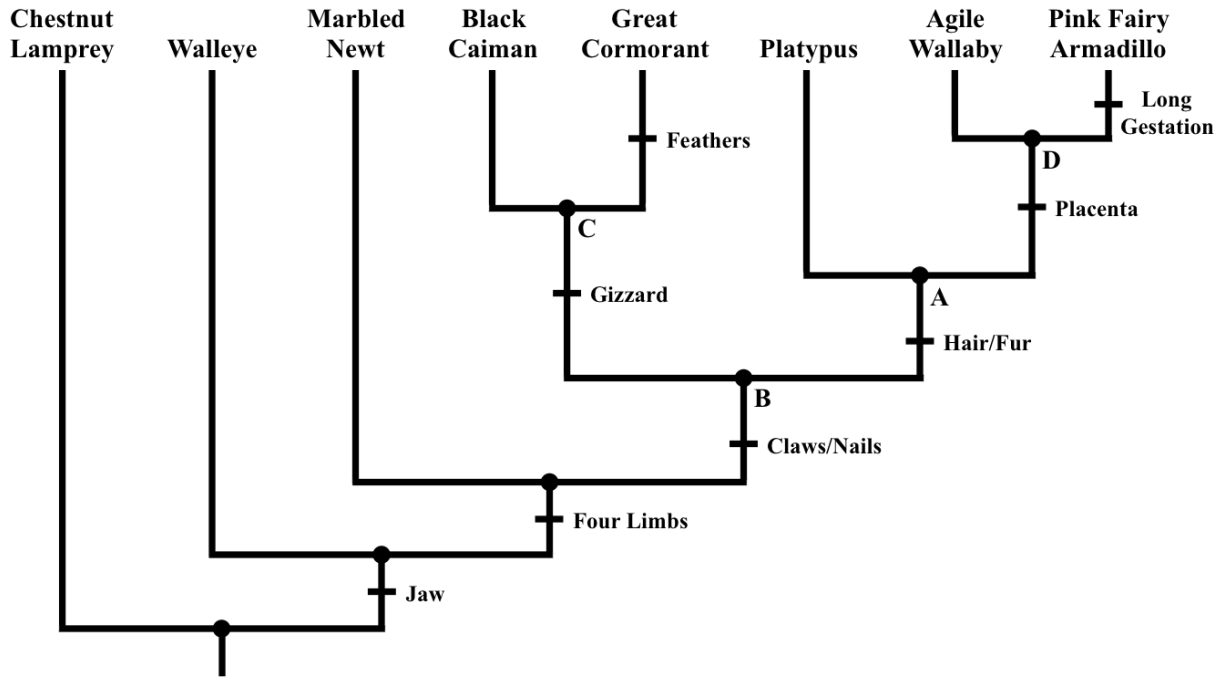 Chestnut
Lamprey
Walleye
Marbled
Newt
Black
Caiman
Great
Cormorant
Platypus
Agile
Wallaby
Pink Fairy
Armadillo
Long
Gestation
Feathers
D
Placenta
C
Gizzard
A
Hair/Fur
B
Claws/Nails
Four Limbs
Jaw